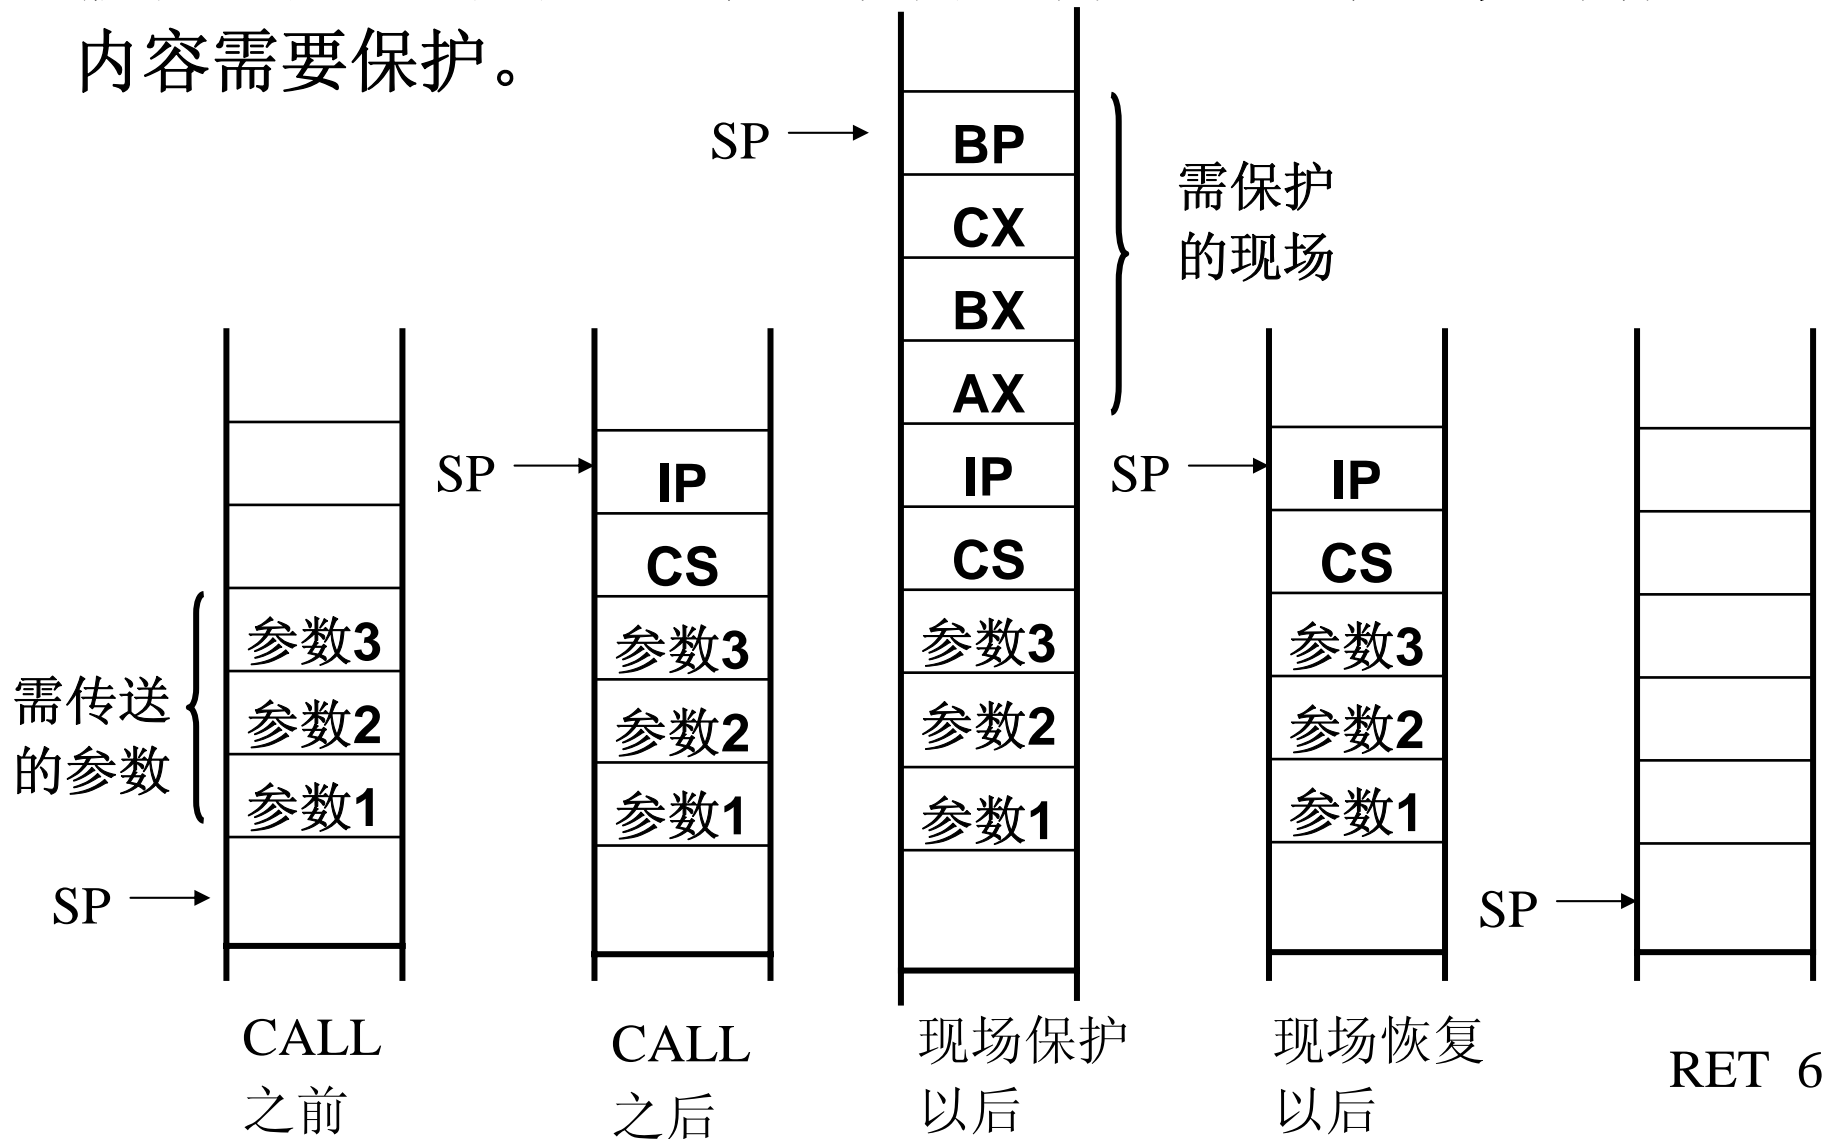 内容需要保护。
SP
BP
CX
BX
AX
IP
CS
参数3
参数2
参数1
需保护
的现场
需传送
的参数
参数3
参数2
参数1
SP
CALL
之前
SP
IP
CS
参数3
参数2
参数1
CALL
之后
现场保护
以后
SP
IP
CS
参数3
参数2
参数1
现场恢复
以后
SP
RET 6